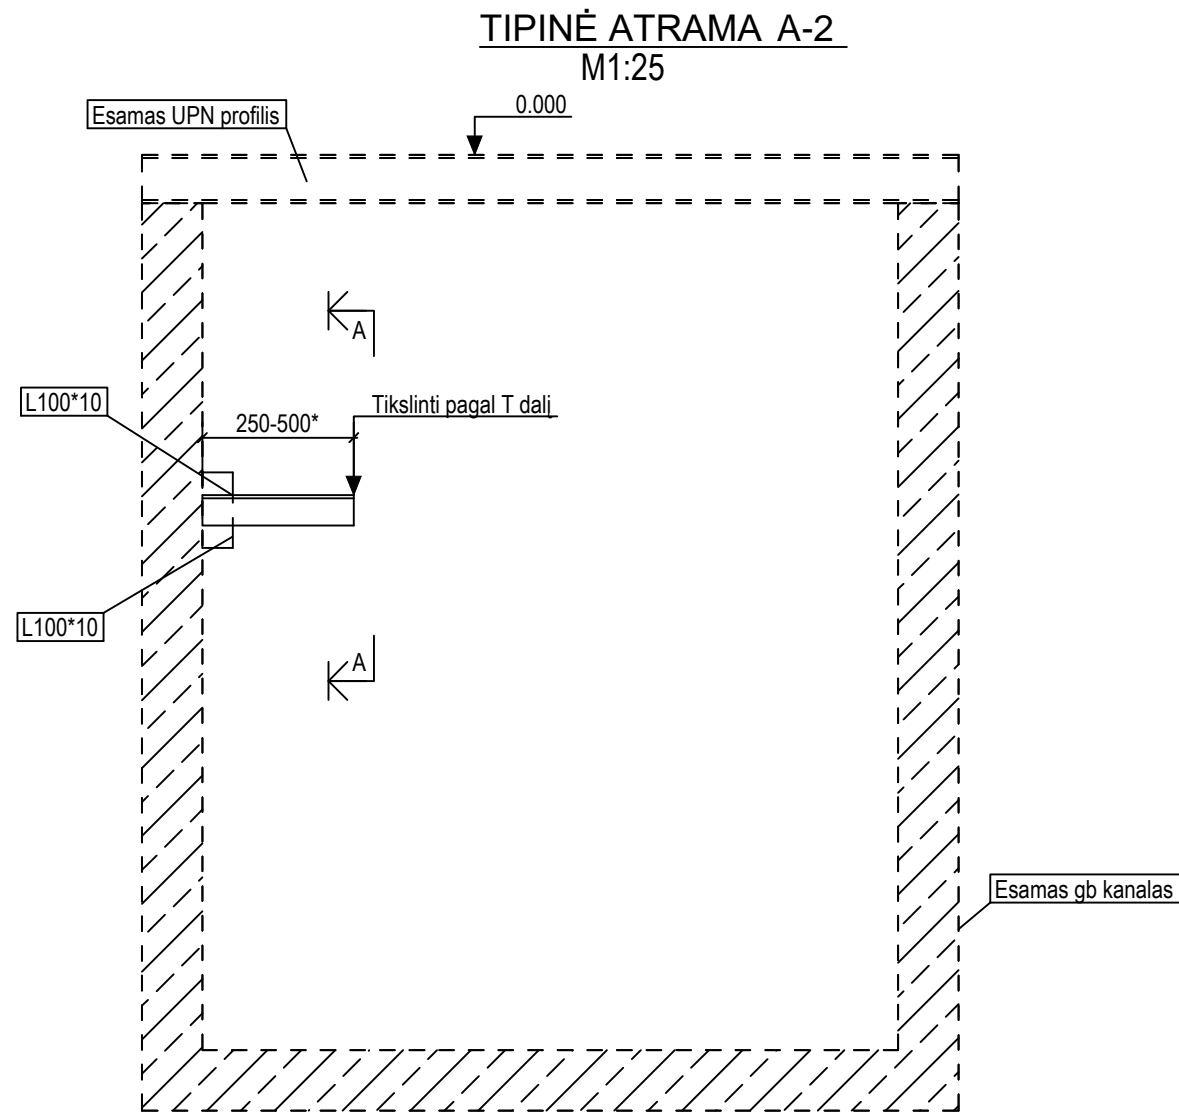 TIPINĖ ATRAMA A-2
M1:25
Esamas UPN profilis
0.000
A
L100*10
250-500*
Tikslinti pagal T dalį
L100*10
A
Esamas gb kanalas